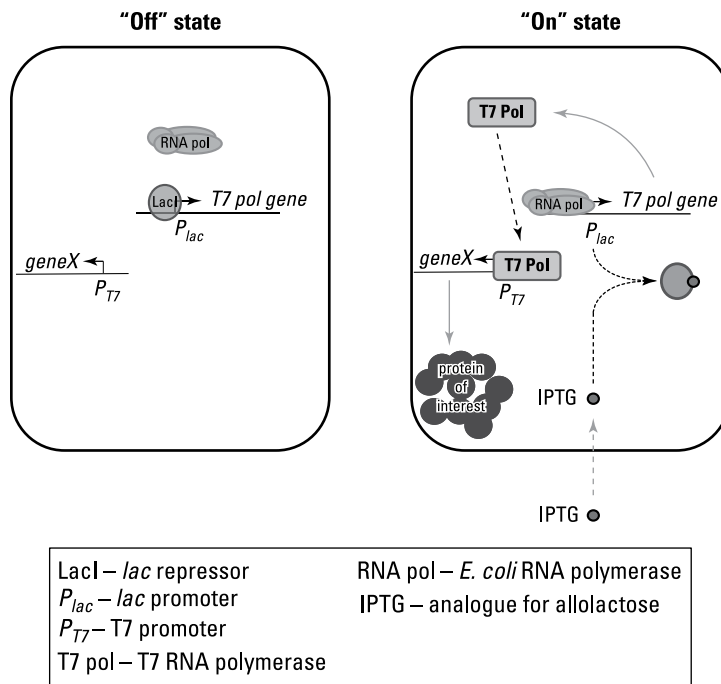 “Off” state
RNA pol
LacI
T7 pol gene
Plac
geneX
PT7
“On” state
T7 Pol
RNA pol
T7 pol gene
Plac
geneX
T7 Pol
PT7
protein
of
interest
IPTG
IPTG
LacI – lac repressor
Plac – lac promoter
PT7 – T7 promoter
T7 pol – T7 RNA polymerase
RNA pol – E. coli RNA polymerase
IPTG – analogue for allolactose